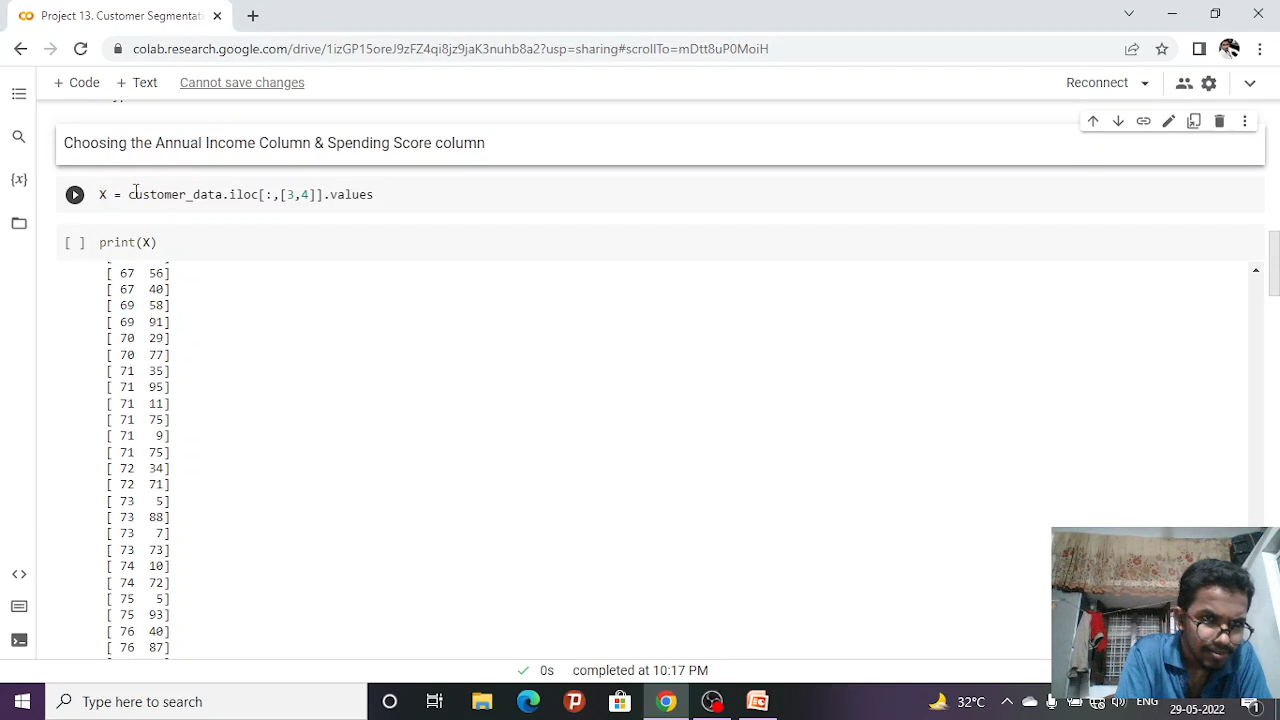 Project 13. Customer Segmentat
colab.research.google.com/drive/1izGP15oreJ9zFZ4qi8jz9jaK3nuhb8a2?usp=sharing#scrollTo=mDtt8uP0MoiH
+ Code + Text Cannot save changes Reconnect
Choosing the Annual Income Column & Spending Score column
X = customer_data.iloc[:,[3,4]].values
[ ] print(X)
[ 67 56]
[ 67 40]
[ 69 58]
[ 69 91]
[ 70 29]
[ 70 77]
[ 71 35]
[ 71 95]
[ 71 11]
[ 71 75]
[ 71 9]
[ 71 75]
[ 72 34]
[ 72 71]
[ 73 5]
[ 73 88]
[ 73 7]
[ 73 73]
[ 74 10]
[ 74 72]
[ 75 5]
[ 75 93]
[ 76 40]
[ 76 87]
0s completed at 10:17 PM
Type here to search
32°C ENG 29-05-2022 1